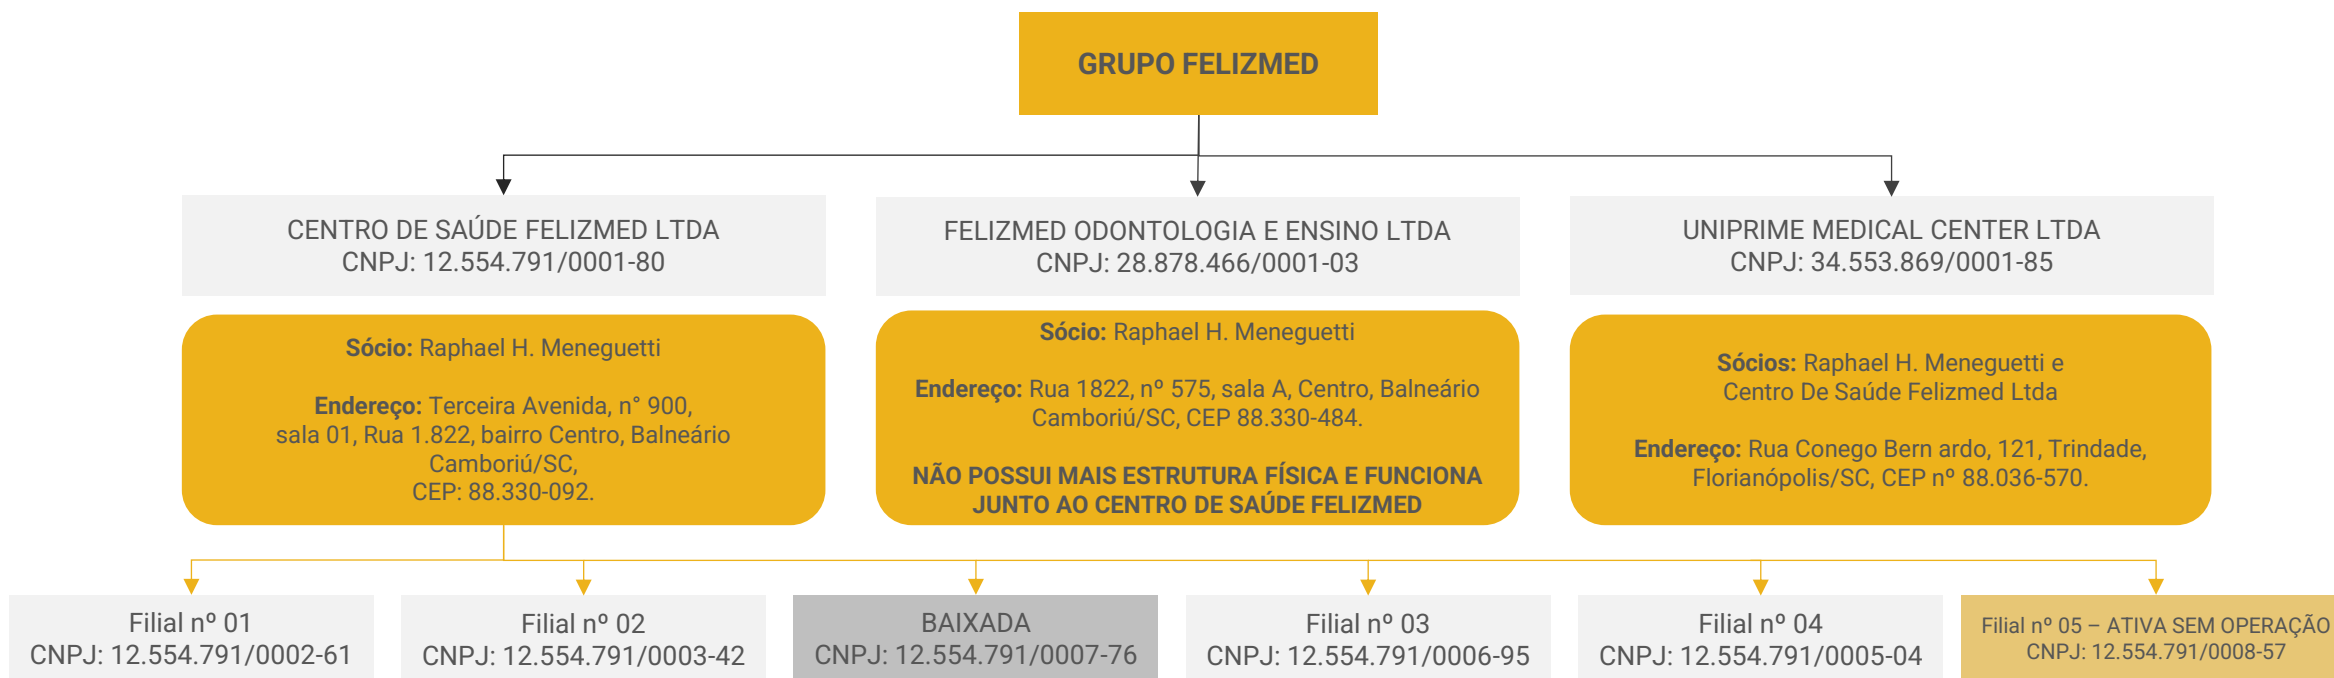 GRUPO FELIZMED
CENTRO DE SAÚDE FELIZMED LTDA
CNPJ: 12.554.791/0001-80
FELIZMED ODONTOLOGIA E ENSINO LTDA
CNPJ: 28.878.466/0001-03
UNIPRIME MEDICAL CENTER LTDA
CNPJ: 34.553.869/0001-85
Sócio: Raphael H. Meneguetti
Endereço: Terceira Avenida, n° 900,
sala 01, Rua 1.822, bairro Centro, Balneário
Camboriú/SC,
CEP: 88.330-092.
Sócio: Raphael H. Meneguetti
Endereço: Rua 1822, nº 575, sala A, Centro, Balneário
Camboriú/SC, CEP 88.330-484.
NÃO POSSUI MAIS ESTRUTURA FÍSICA E FUNCIONA
JUNTO AO CENTRO DE SAÚDE FELIZMED
Sócios: Raphael H. Meneguetti e
Centro De Saúde Felizmed Ltda
Endereço: Rua Conego Bern ardo, 121, Trindade,
Florianópolis/SC, CEP nº 88.036-570.
Filial nº 01
CNPJ: 12.554.791/0002-61
Filial nº 02
CNPJ: 12.554.791/0003-42
BAIXADA
CNPJ: 12.554.791/0007-76
Filial nº 03
CNPJ: 12.554.791/0006-95
Filial nº 04
CNPJ: 12.554.791/0005-04
Filial nº 05 – ATIVA SEM OPERAÇÃO
CNPJ: 12.554.791/0008-57